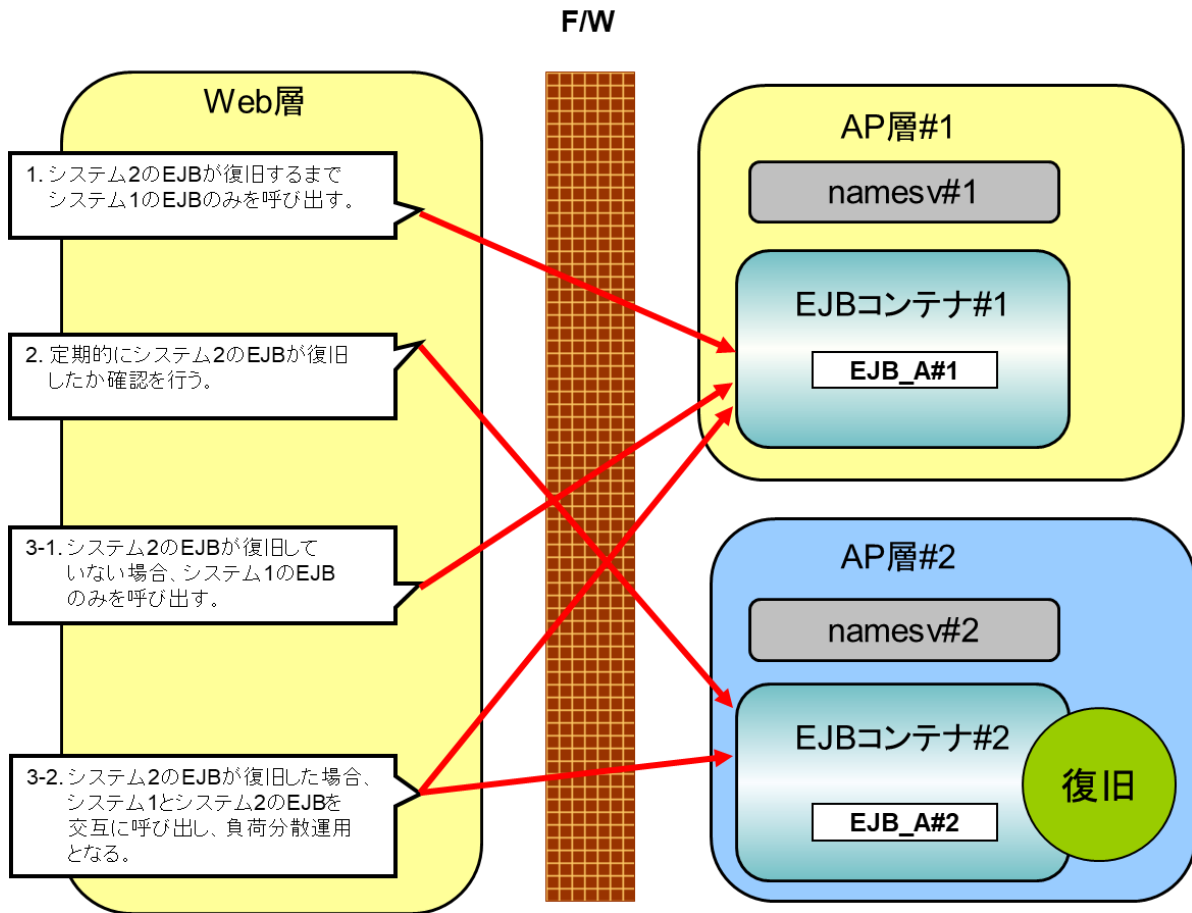 F/W
Web層
1. システム2のEJBが復旧するまで
システム1のEJBのみを呼び出す。
2. 定期的にシステム2のEJBが復旧
したか確認を行う。
3-1. システム2のEJBが復旧して
いない場合、システム1のEJB
のみを呼び出す。
3-2. システム2のEJBが復旧した場合、
システム1とシステム2のEJBを
交互に呼び出し、負荷分散運用
となる。
AP層#1
namesv#1
EJBコンテナ#1
EJB_A#1
AP層#2
namesv#2
EJBコンテナ#2
EJB_A#2
復旧